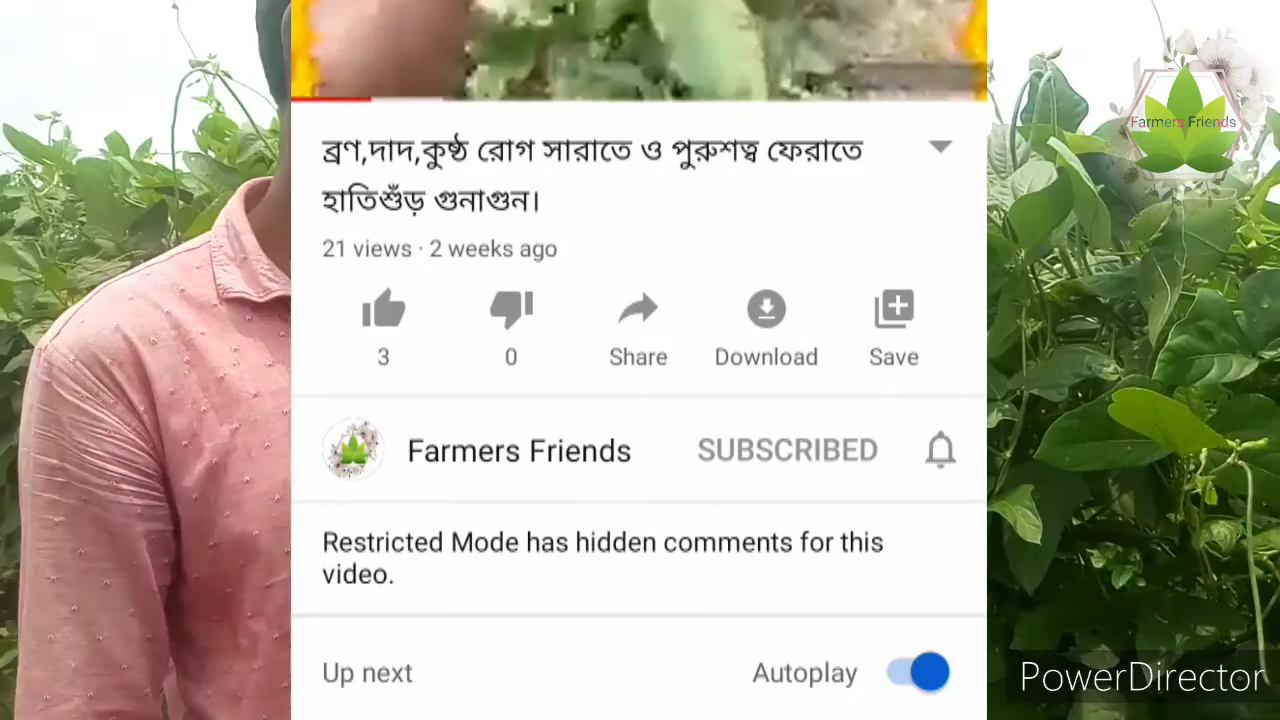 Farmers Friends
ব্রণ,দাদ,কুষ্ঠ রোগ সারাতে ও পুরুশত্ব ফেরাতে
হাতিশুঁড় গুনাগুন।
21 views · 2 weeks ago
3
0
Share
Download
Save
Farmers Friends
SUBSCRIBED
Restricted Mode has hidden comments for this
video.
Up next
Autoplay
PowerDirector